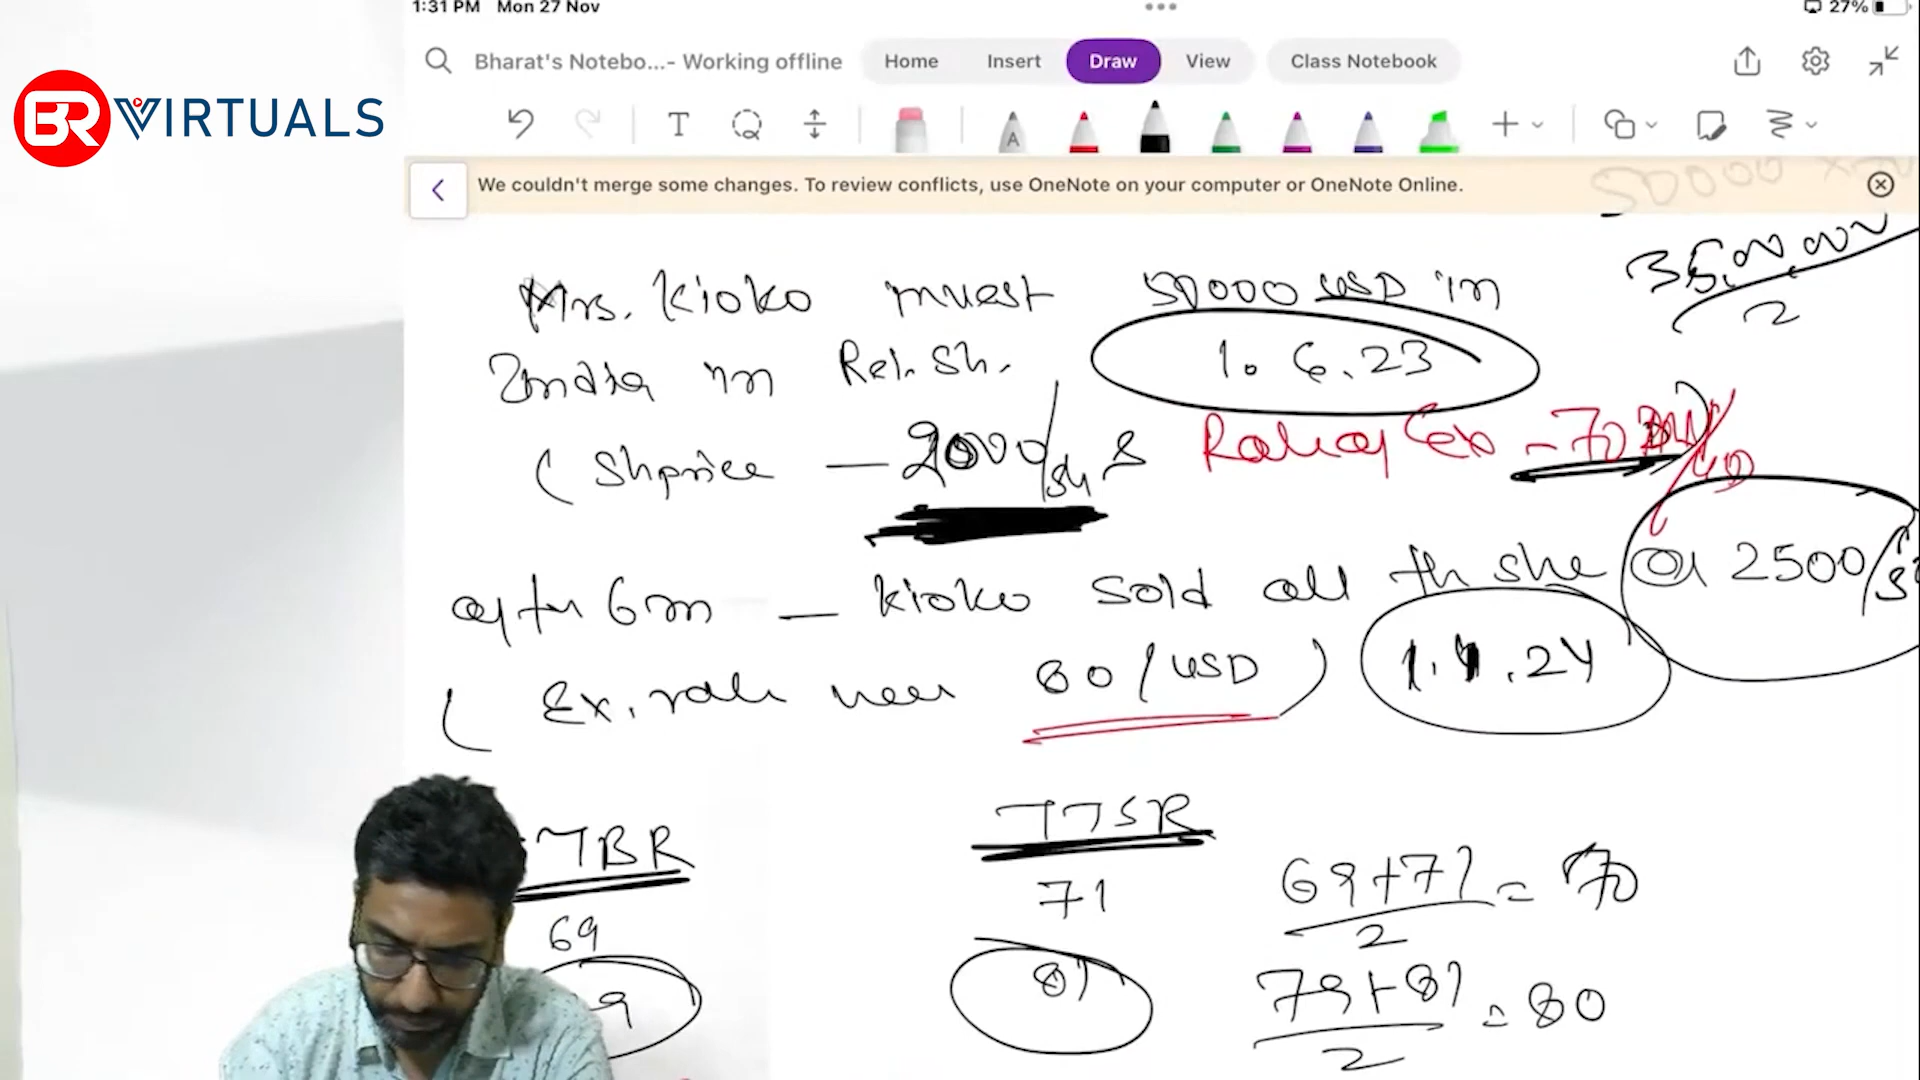 1:31 PM Mon 27 Nov
27%
BR VIRTUALS
Bharat's Notebo...- Working offline
Home Insert Draw View Class Notebook
T
A
We couldn't merge some changes. To review conflicts, use OneNote on your computer or OneNote Online.
50000
Mrs. Kioko 50000 USD in
India in Rel. Sh. 1.6.23
(Sh price — 2000/sh &
after 6m — Kioko sold all the she @ 2500/
(Ex. rate 80/USD) 1.1.24
TTSR
69 71
69+71/2 = 70
9 81
79+81/2 = 80